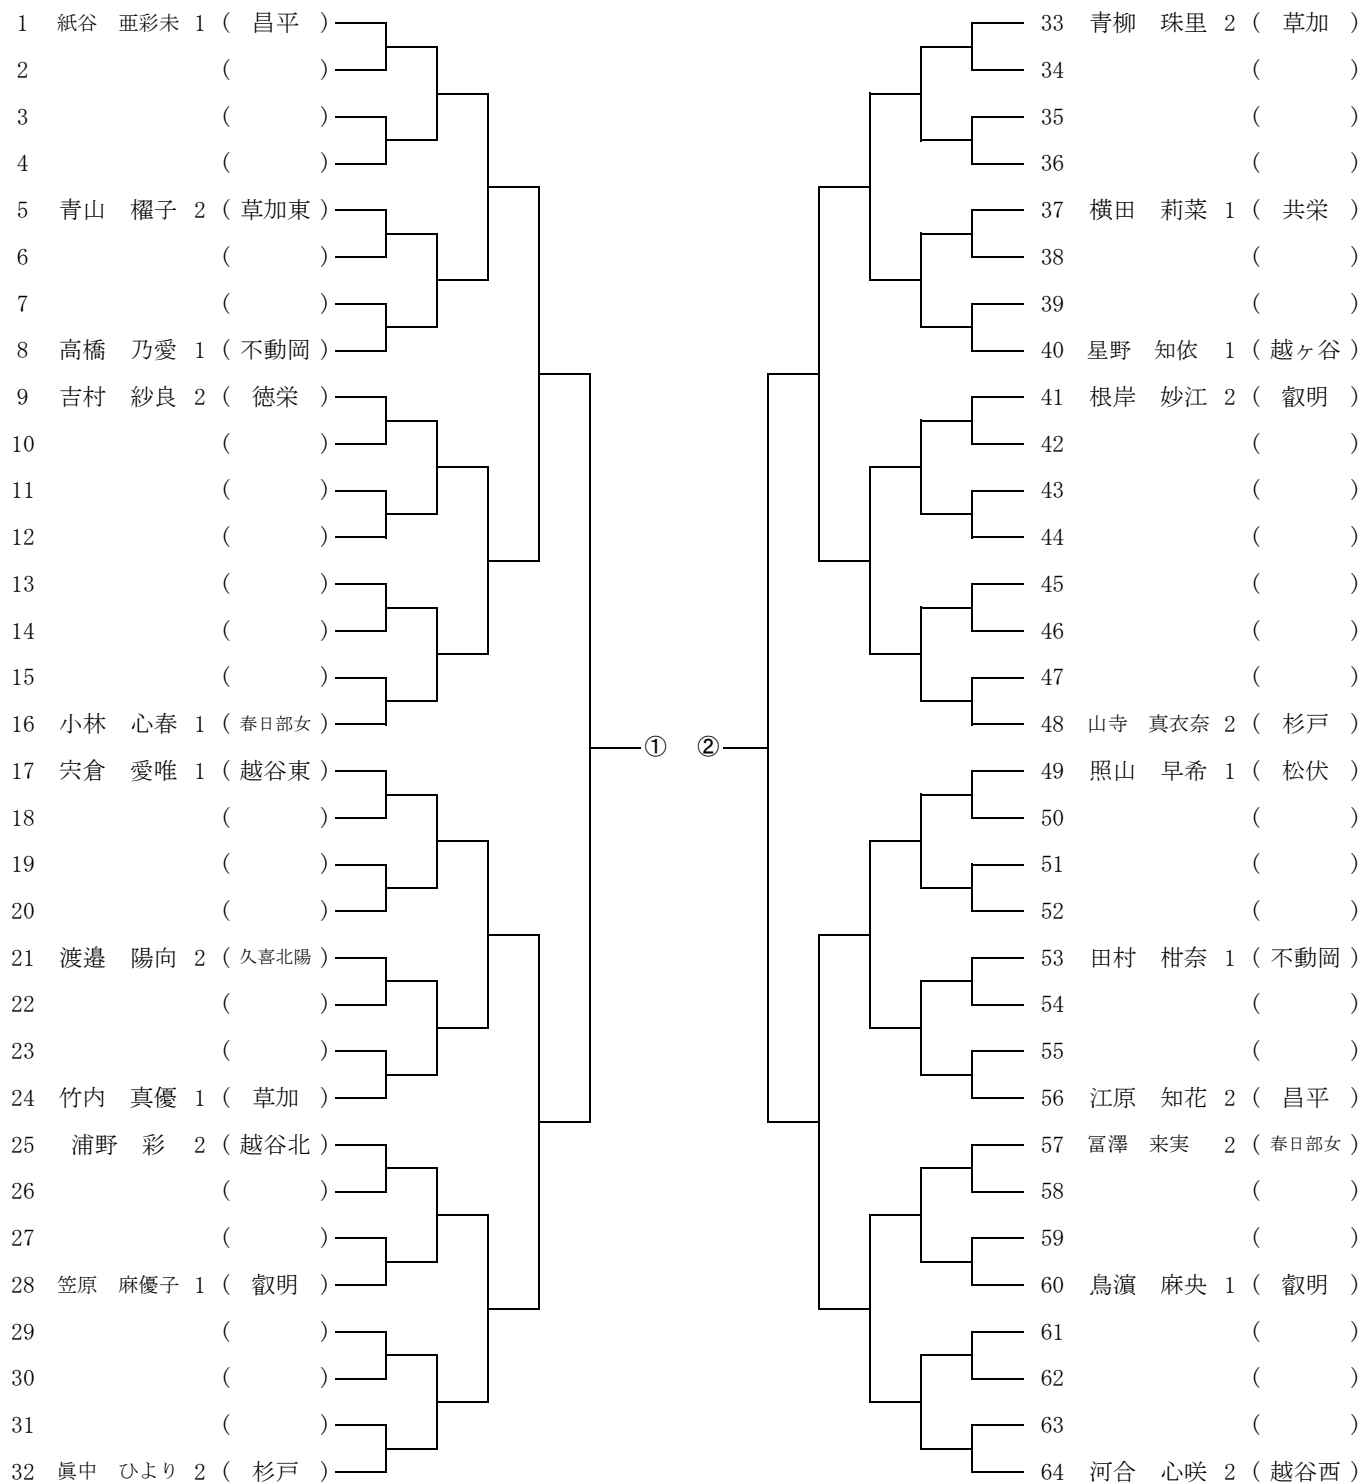 1 紙谷 亜彩未 1 ( 昌平 )
2 ( )
3 ( )
4 ( )
5 青山 櫂子 2 ( 草加東 )
6 ( )
7 ( )
8 高橋 乃愛 1 ( 不動岡 )
9 吉村 紗良 2 ( 徳栄 )
10 ( )
11 ( )
12 ( )
13 ( )
14 ( )
15 ( )
16 小林 心春 1 ( 春日部女 )
17 宍倉 愛唯 1 ( 越谷東 )
18 ( )
19 ( )
20 ( )
21 渡邉 陽向 2 ( 久喜北陽 )
22 ( )
23 ( )
24 竹内 真優 1 ( 草加 )
25 浦野 彩 2 ( 越谷北 )
26 ( )
27 ( )
28 笠原 麻優子 1 ( 叡明 )
29 ( )
30 ( )
31 ( )
32 眞中 ひより 2 ( 杉戸 )
① ②
33 青柳 珠里 2 ( 草加 )
34 ( )
35 ( )
36 ( )
37 横田 莉菜 1 ( 共栄 )
38 ( )
39 ( )
40 星野 知依 1 ( 越ヶ谷 )
41 根岸 妙江 2 ( 叡明 )
42 ( )
43 ( )
44 ( )
45 ( )
46 ( )
47 ( )
48 山寺 真衣奈 2 ( 杉戸 )
49 照山 早希 1 ( 松伏 )
50 ( )
51 ( )
52 ( )
53 田村 柑奈 1 ( 不動岡 )
54 ( )
55 ( )
56 江原 知花 2 ( 昌平 )
57 冨澤 来実 2 ( 春日部女 )
58 ( )
59 ( )
60 鳥濵 麻央 1 ( 叡明 )
61 ( )
62 ( )
63 ( )
64 河合 心咲 2 ( 越谷西 )